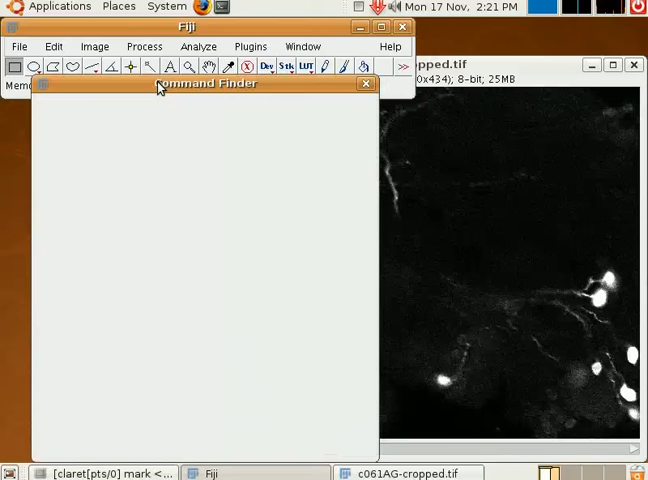 Applications Places System Mon 17 Nov, 2:21 PM
Fiji
File Edit Image Process Analyze Plugins Window Help
A Dev Stk LUT >>
Command Finder
pped.tif
0x434); 8-bit; 25MB
[claret[pts/0] mark <... Fiji c061AG-cropped.tif